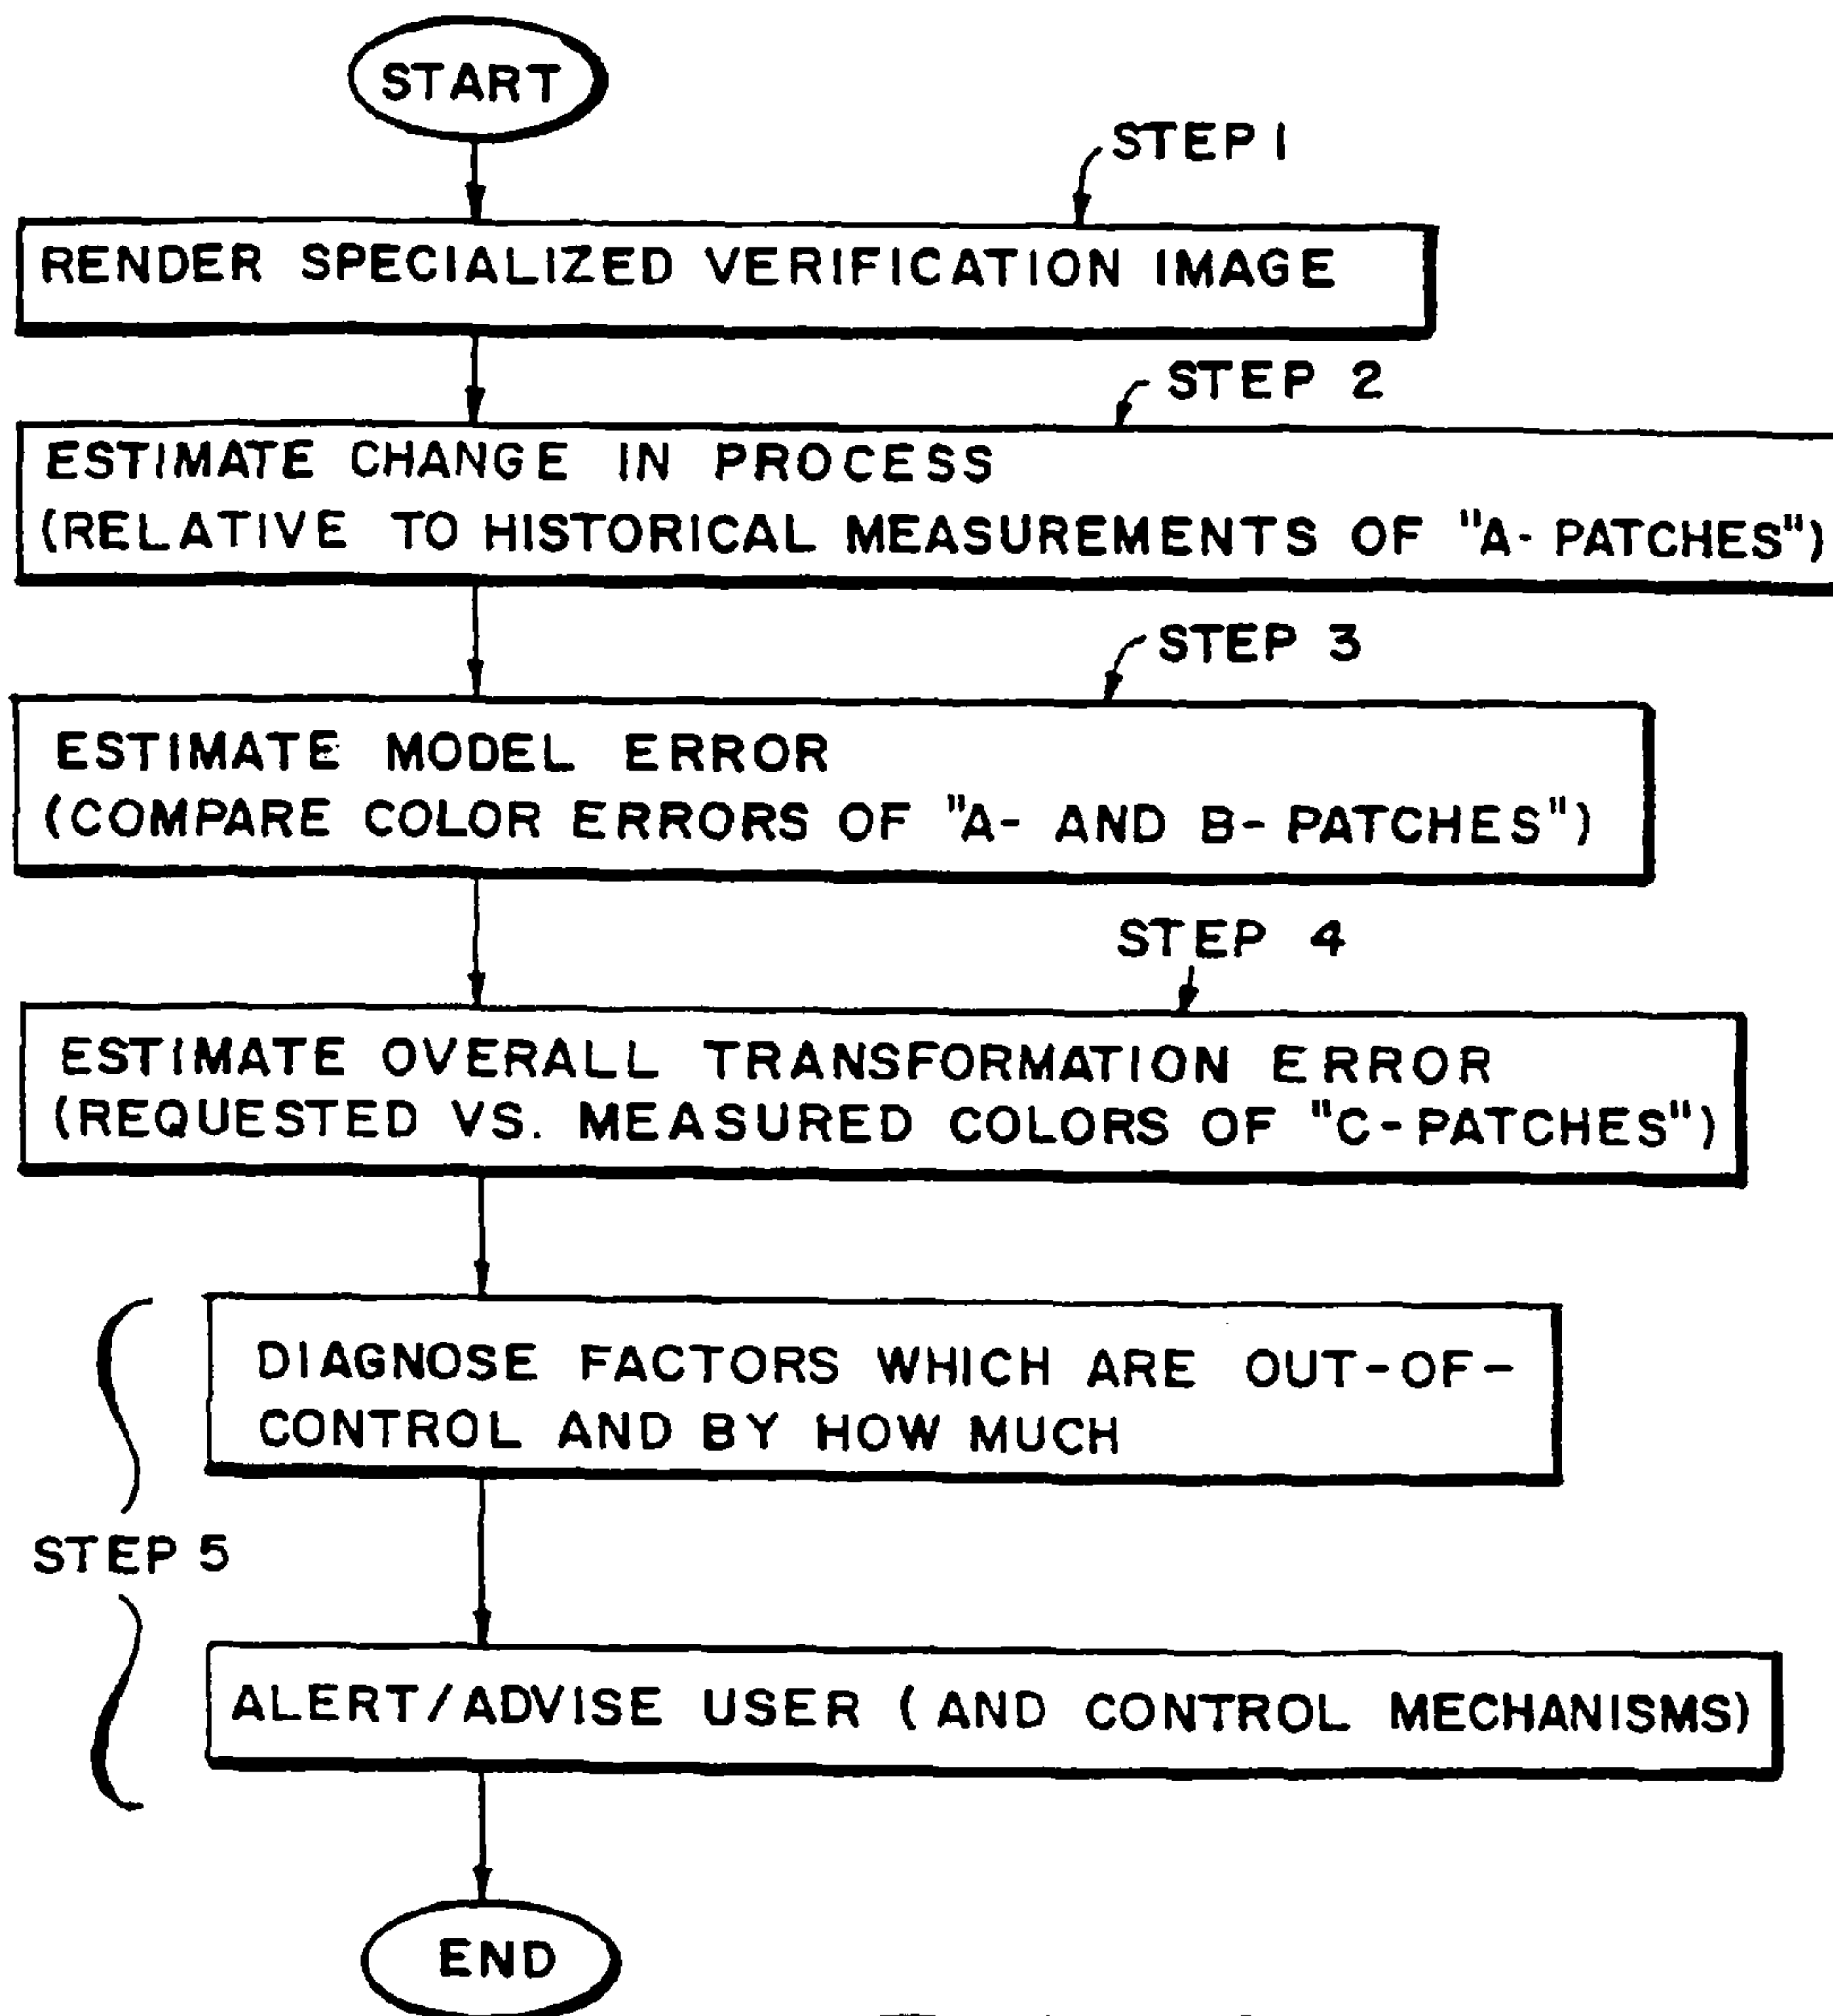 START
STEP 1
RENDER SPECIALIZED VERIFICATION IMAGE
STEP 2
ESTIMATE CHANGE IN PROCESS
(RELATIVE TO HISTORICAL MEASUREMENTS OF "A- PATCHES")
STEP 3
ESTIMATE MODEL ERROR
(COMPARE COLOR ERRORS OF "A- AND B- PATCHES")
STEP 4
ESTIMATE OVERALL TRANSFORMATION ERROR
(REQUESTED VS. MEASURED COLORS OF "C-PATCHES")
DIAGNOSE FACTORS WHICH ARE OUT-OF-
CONTROL AND BY HOW MUCH
STEP 5
ALERT/ADVISE USER (AND CONTROL MECHANISMS)
END